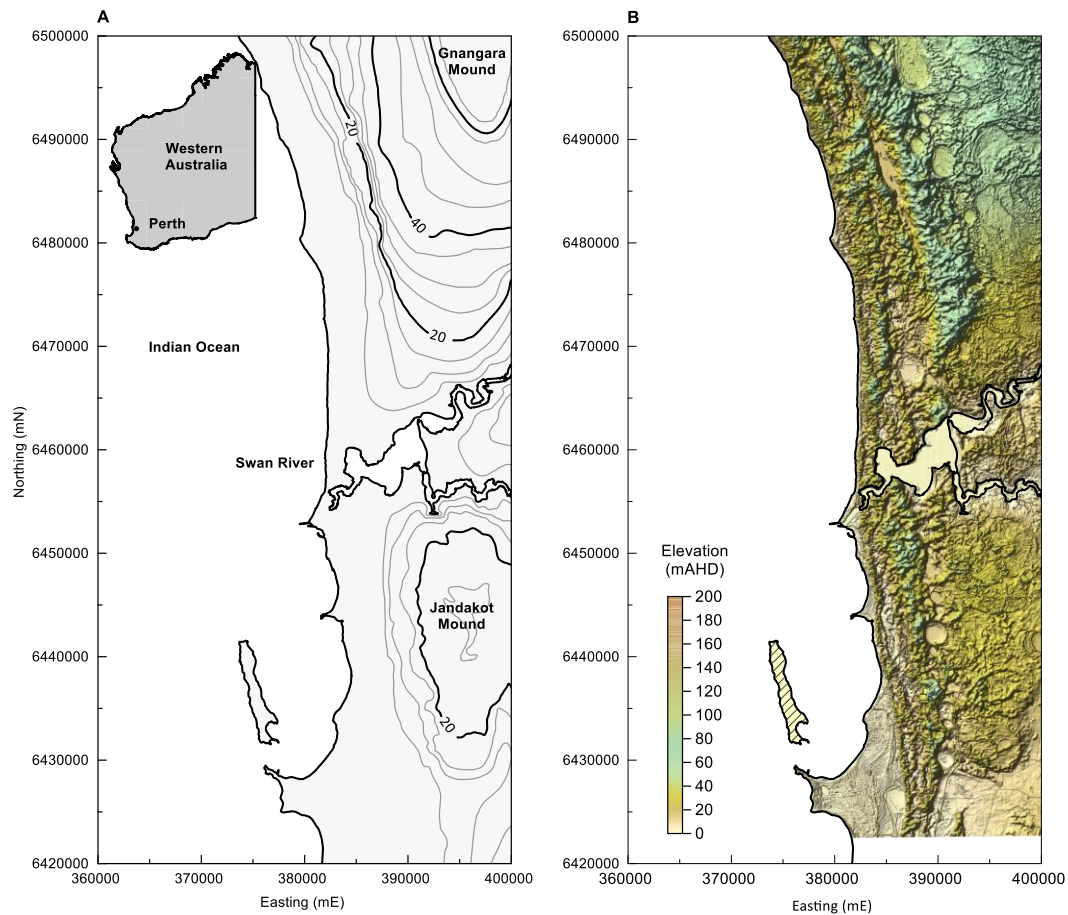 A
B
6500000
6490000
6480000
6470000
6460000
6450000
6440000
6430000
6420000
Northing (mN)
360000
370000
380000
390000
400000
Easting (mE)
Gnangara
Mound
20
40
20
Western
Australia
Perth
Indian Ocean
Swan River
Jandakot
Mound
20
6500000
6490000
6480000
6470000
6460000
6450000
6440000
6430000
6420000
Elevation
(mAHD)
200
180
160
140
120
100
80
60
40
20
0
360000
370000
380000
390000
400000
Easting (mE)